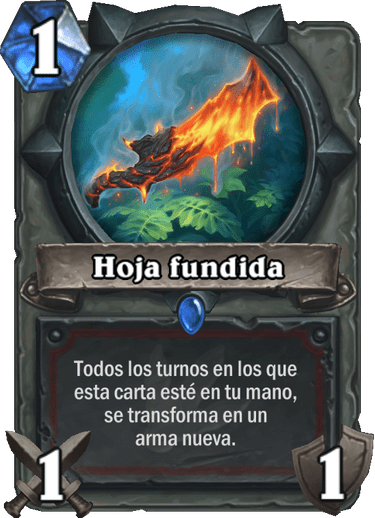 1
Hoja fundida
Todos los turnos en los que
esta carta esté en tu mano,
se transforma en un
arma nueva.
1
1